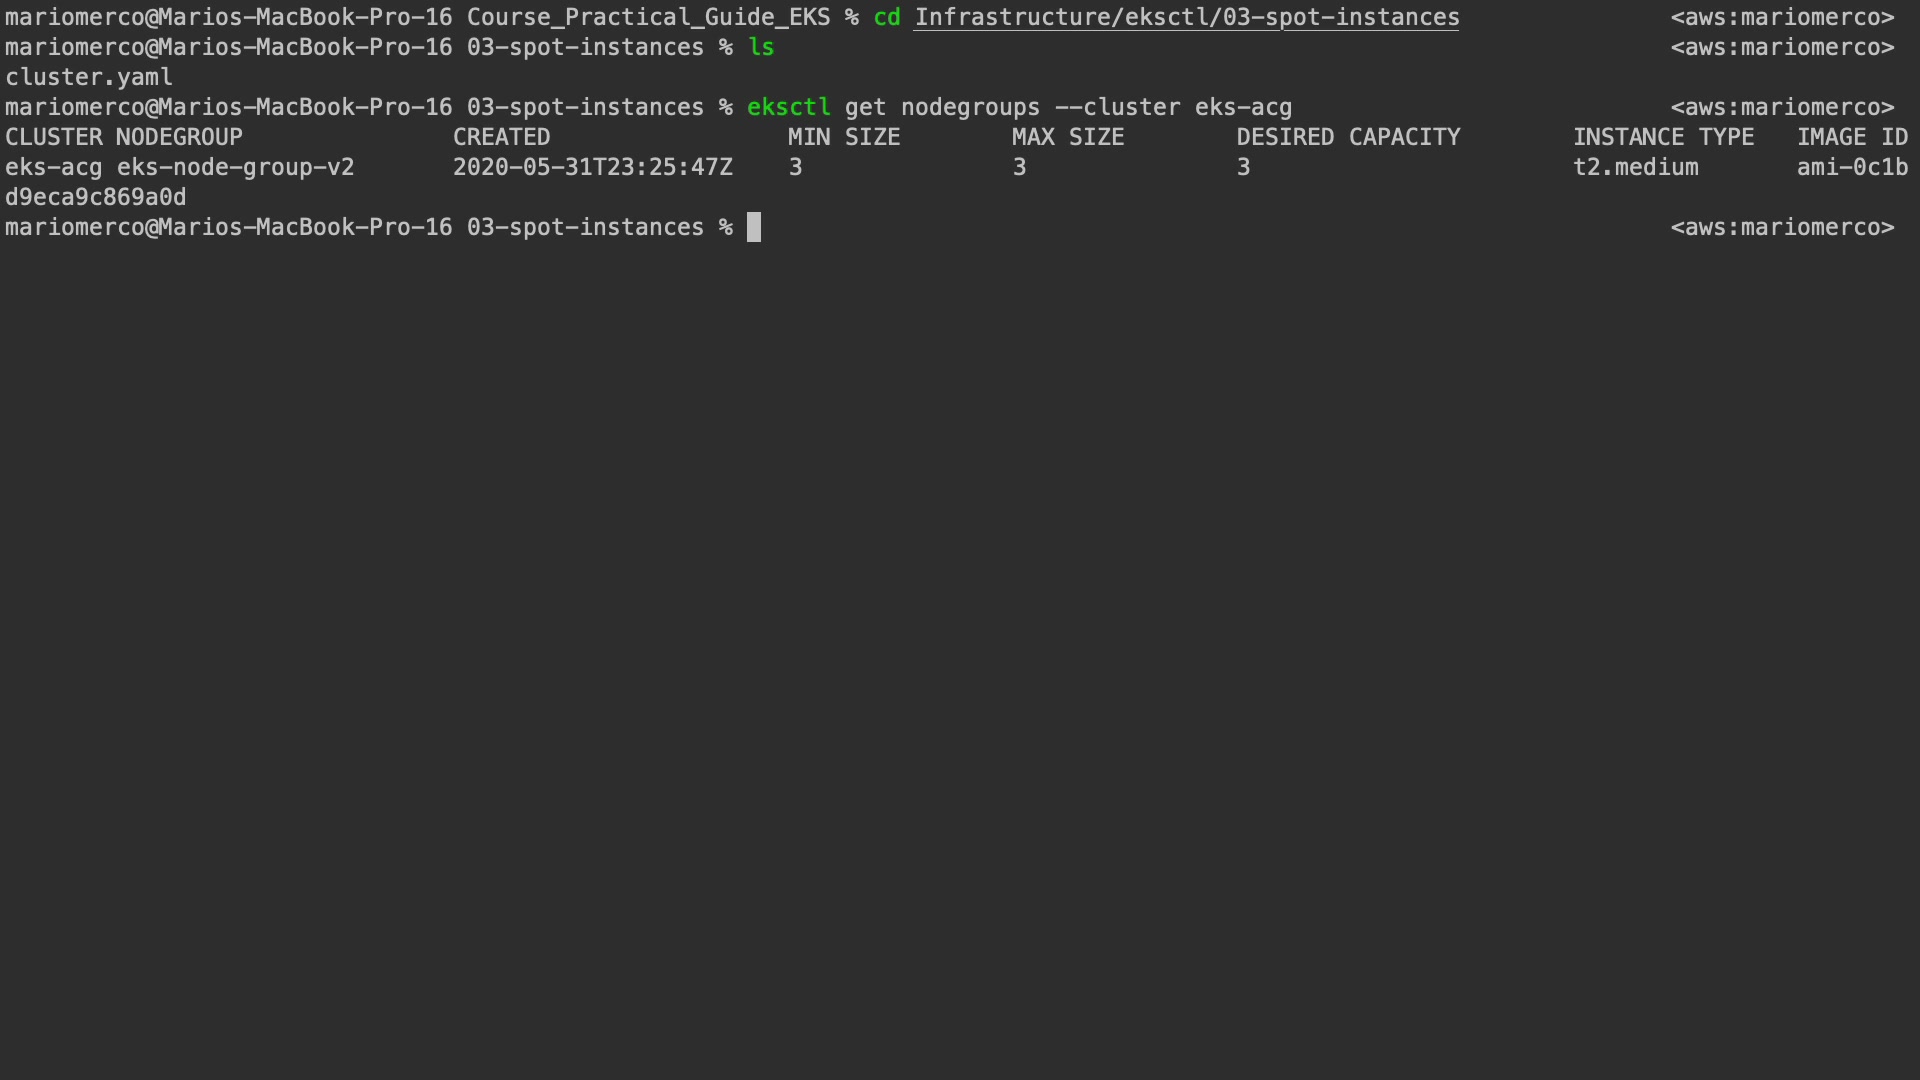 mariomerco@Marios-MacBook-Pro-16 Course_Practical_Guide_EKS % cd Infrastructure/eksctl/03-spot-instances <aws:mariomerco>
mariomerco@Marios-MacBook-Pro-16 03-spot-instances % ls <aws:mariomerco>
cluster.yaml
mariomerco@Marios-MacBook-Pro-16 03-spot-instances % eksctl get nodegroups --cluster eks-acg <aws:mariomerco>
CLUSTER NODEGROUP CREATED MIN SIZE MAX SIZE DESIRED CAPACITY INSTANCE TYPE IMAGE ID
eks-acg eks-node-group-v2 2020-05-31T23:25:47Z 3 3 3 t2.medium ami-0c1b
d9eca9c869a0d
mariomerco@Marios-MacBook-Pro-16 03-spot-instances % <aws:mariomerco>